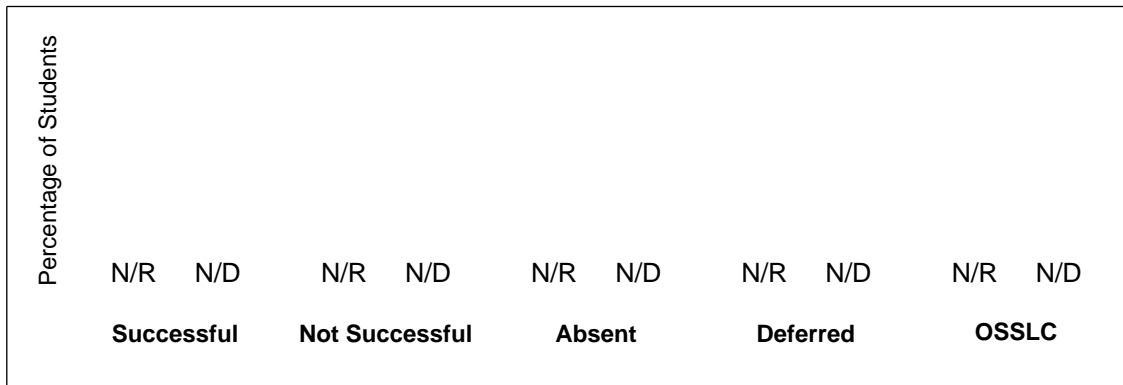 Percentage of Students
N/R N/D N/R N/D N/R N/D N/R N/D N/R N/D
Successful Not Successful Absent Deferred OSSLC